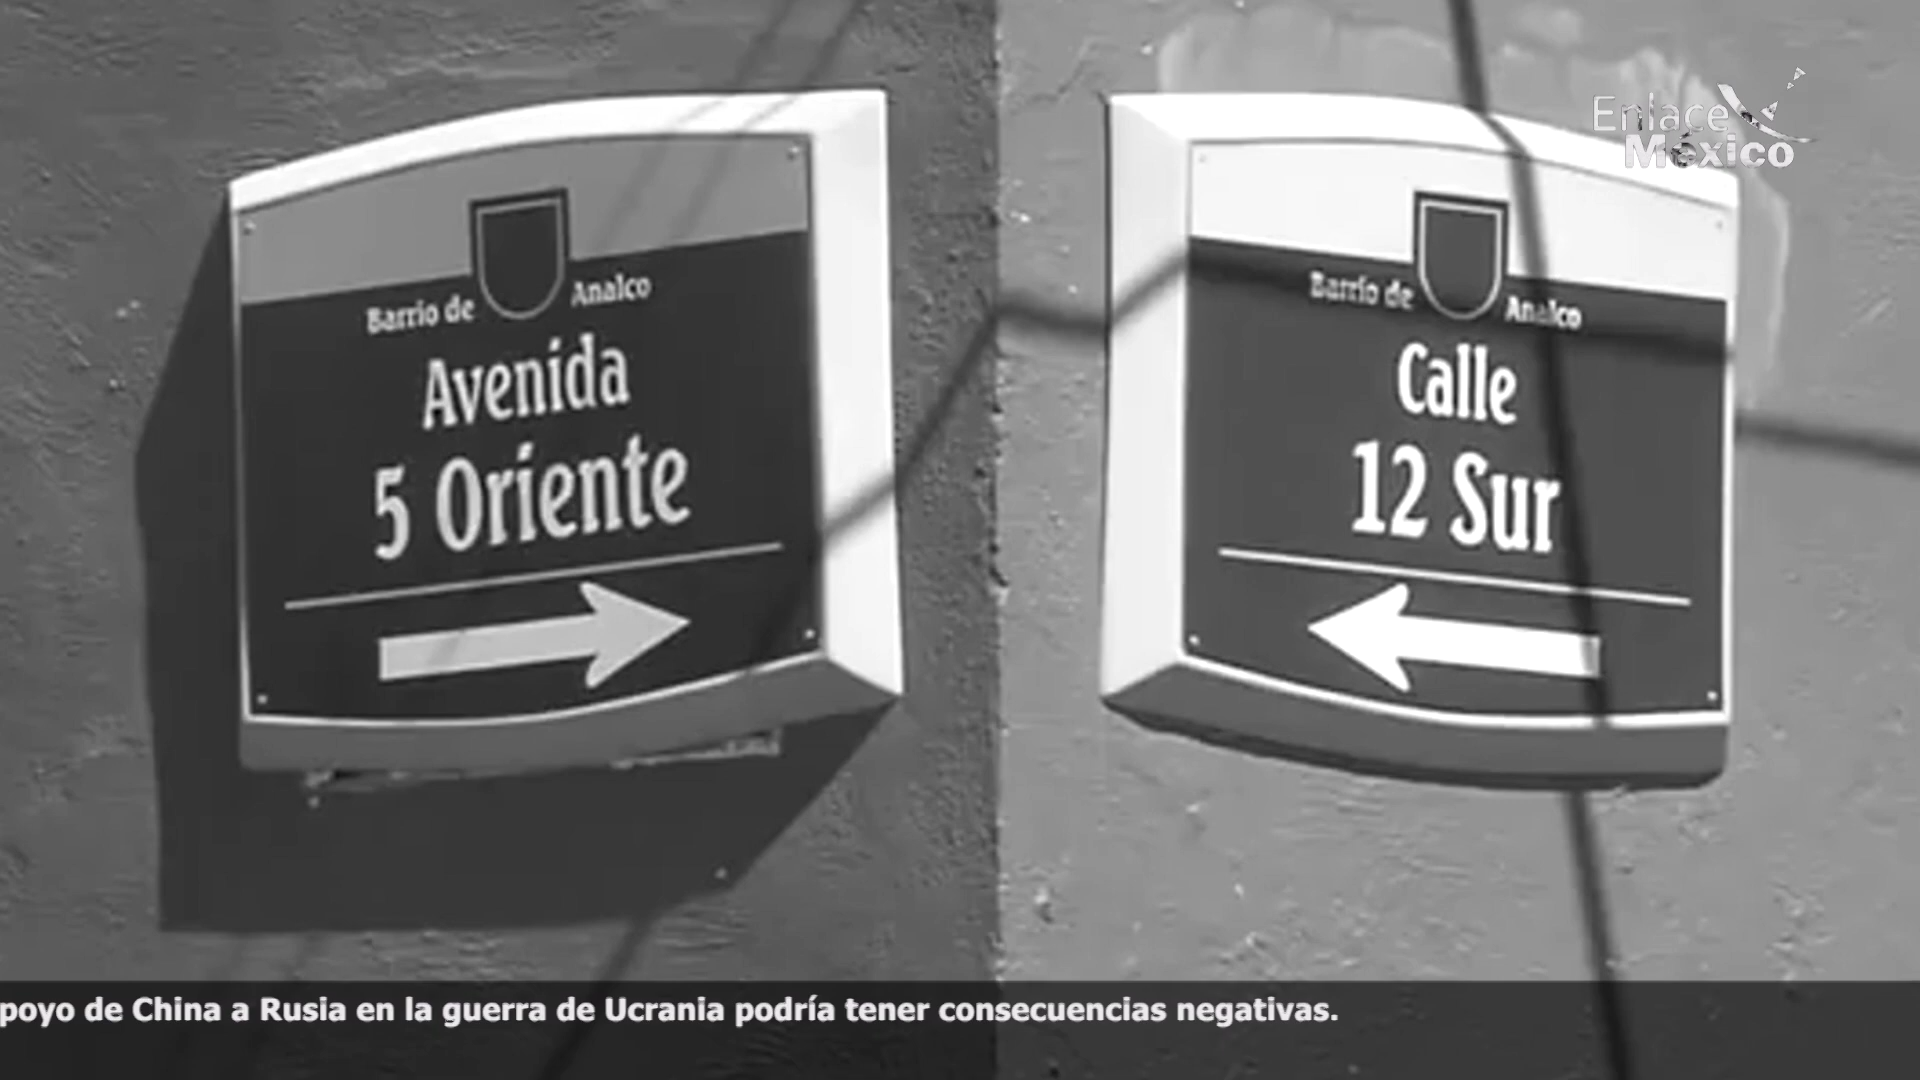 Enlace
México
Barrio de Analco
Avenida
5 Oriente
Barrio de Analco
Calle
12 Sur
poyo de China a Rusia en la guerra de Ucrania podría tener consecuencias negativas.